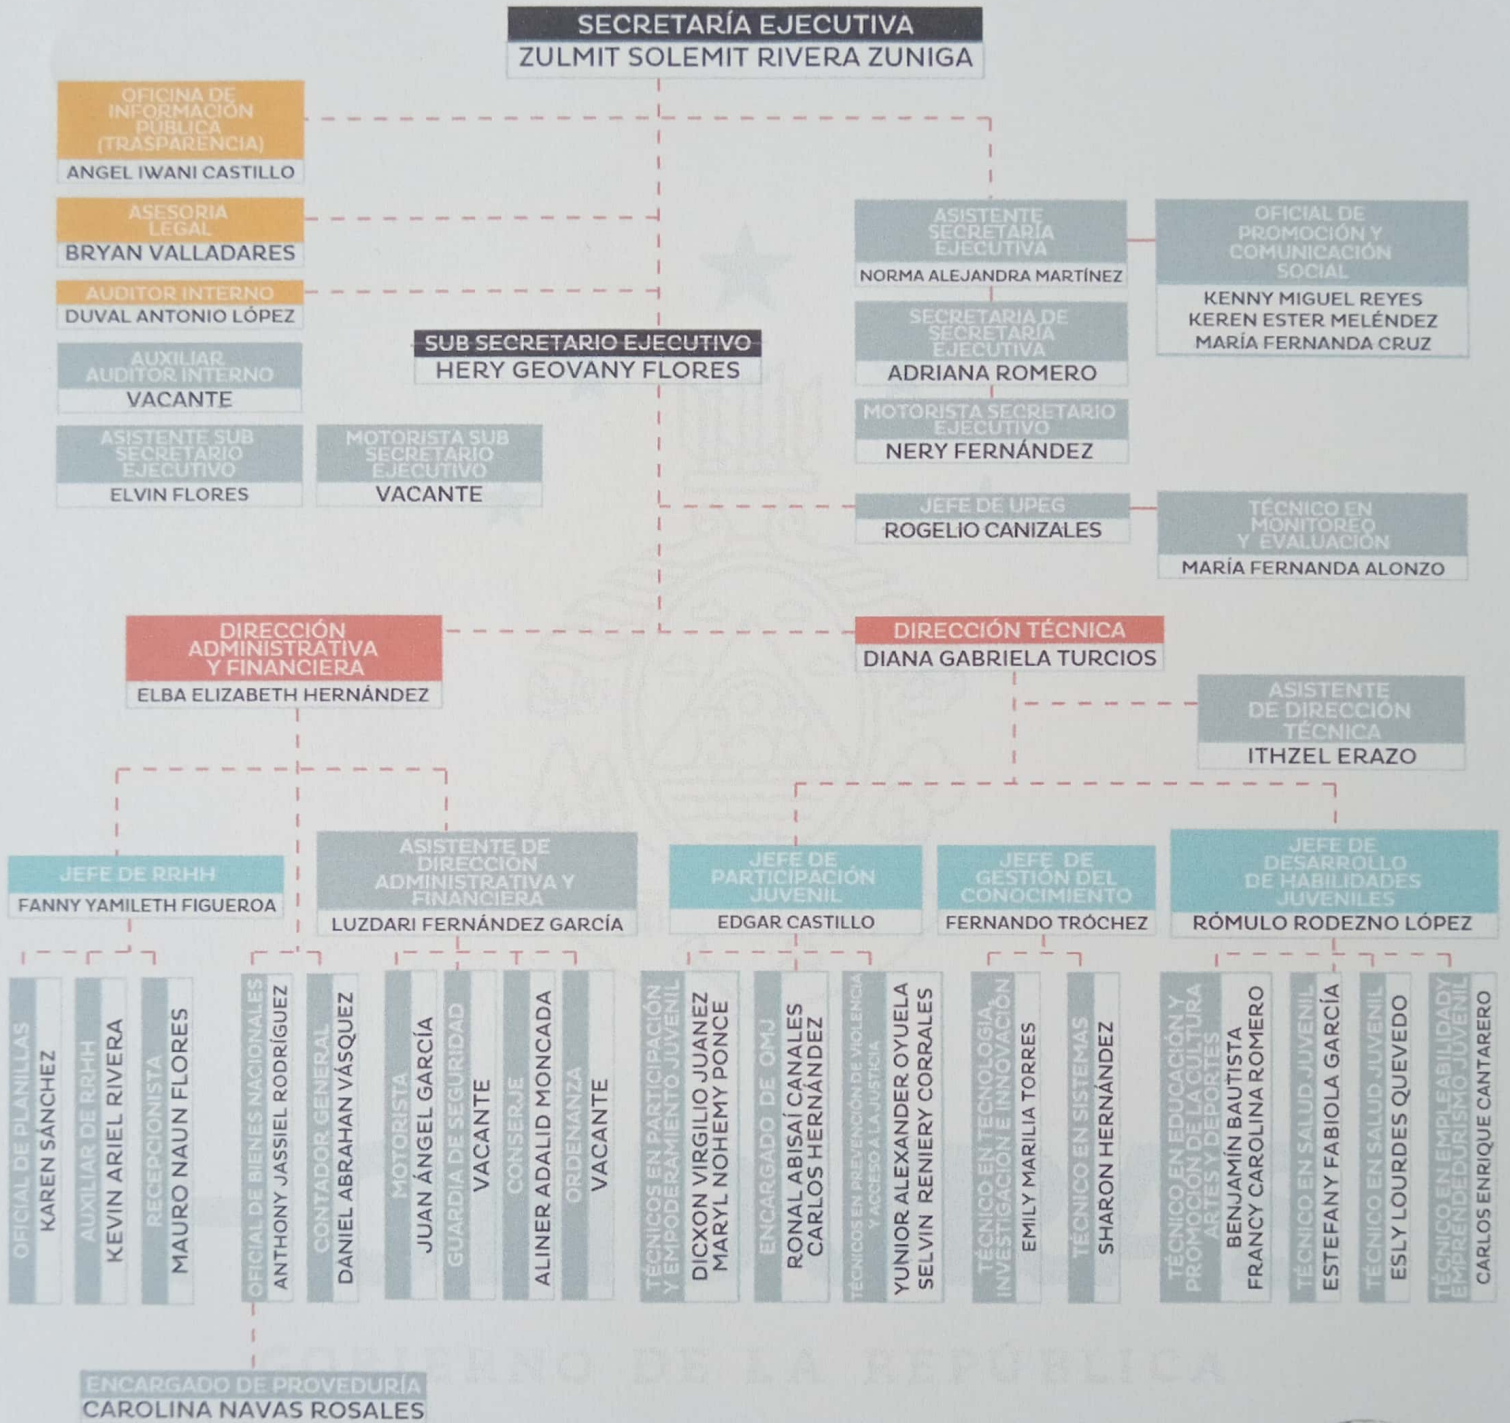 SECRETARÍA EJECUTIVA
ZULMIT SOLEMIT RIVERA ZUNIGA
OFICINA DE
INFORMACIÓN
PÚBLICA
(TRASPARENCIA)
ANGEL IWANI CASTILLO
ASESORIA
LEGAL
BRYAN VALLADARES
AUDITOR INTERNO
DUVAL ANTONIO LÓPEZ
AUXILIAR
AUDITOR INTERNO
VACANTE
ASISTENTE SUB
SECRETARIO
EJECUTIVO
ELVIN FLORES
MOTORISTA SUB
SECRETARIO
EJECUTIVO
VACANTE
SUB SECRETARIO EJECUTIVO
HERY GEOVANY FLORES
ASISTENTE
SECRETARÍA
EJECUTIVA
NORMA ALEJANDRA MARTÍNEZ
OFICIAL DE
PROMOCIÓN Y
COMUNICACIÓN
SOCIAL
KENNY MIGUEL REYES
KEREN ESTER MELÉNDEZ
MARÍA FERNANDA CRUZ
SECRETARIA DE
SECRETARÍA
EJECUTIVA
ADRIANA ROMERO
MOTORISTA SECRETARIO
EJECUTIVO
NERY FERNÁNDEZ
JEFE DE UPEG
ROGELIO CANIZALES
TÉCNICO EN
MONITOREO
Y EVALUACIÓN
MARÍA FERNANDA ALONZO
DIRECCIÓN
ADMINISTRATIVA
Y FINANCIERA
ELBA ELIZABETH HERNÁNDEZ
DIRECCIÓN TÉCNICA
DIANA GABRIELA TURCIOS
ASISTENTE
DE DIRECCIÓN
TÉCNICA
ITHZEL ERAZO
JEFE DE RRHH
FANNY YAMILETH FIGUEROA
ASISTENTE DE
DIRECCIÓN
ADMINISTRATIVA Y
FINANCIERA
LUZDARI FERNÁNDEZ GARCÍA
JEFE DE
PARTICIPACIÓN
JUVENIL
EDGAR CASTILLO
JEFE DE
GESTIÓN DEL
CONOCIMIENTO
FERNANDO TRÓCHEZ
JEFE DE
DESARROLLO
DE HABILIDADES
JUVENILES
RÓMULO RODEZNO LÓPEZ
OFICIAL DE PLANILLAS
KAREN SÁNCHEZ
AUXILIAR DE RRHH
KEVIN ARIEL RIVERA
RECEPCIONISTA
MAURO NAUN FLORES
OFICIAL DE BIENES NACIONALES
ANTHONY JASSIEL RODRÍGUEZ
CONTADOR GENERAL
DANIEL ABRAHAN VÁSQUEZ
MOTORISTA
JUAN ÁNGEL GARCÍA
GUARDIA DE SEGURIDAD
VACANTE
CONSERJE
ALINER ADALID MONCADA
ORDENANZA
VACANTE
TÉCNICOS EN PARTICIPACIÓN
Y EMPODERAMIENTO JUVENIL
DICXON VIRGILIO JUANEZ
MARYL NOHEMY PONCE
ENCARGADO DE OMJ
RONAL ABISAÍ CANALES
CARLOS HERNÁNDEZ
TÉCNICOS EN PREVENCIÓN DE VIOLENCIA
Y ACCESO A LA JUSTICIA
YUNIOR ALEXANDER OYUELA
SELVIN RENIERY CORRALES
TÉCNICO EN TECNOLOGÍA,
INVESTIGACIÓN E INNOVACIÓN
EMILY MARILIA TORRES
TÉCNICO EN SISTEMAS
SHARON HERNÁNDEZ
TÉCNICO EN EDUCACIÓN Y
PROMOCIÓN DE LA CULTURA
ARTES Y DEPORTES
BENJAMÍN BAUTISTA
FRANCY CAROLINA ROMERO
TÉCNICO EN SALUD JUVENIL
ESTEFANY FABIOLA GARCÍA
TÉCNICO EN SALUD JUVENIL
ESLY LOURDES QUEVEDO
TÉCNICO EN EMPLEABILIDAD Y
EMPRENDEDURISMO JUVENIL
CARLOS ENRIQUE CANTARERO
GOBIERNO DE LA REPÚBLICA
ENCARGADO DE PROVEDURÍA
CAROLINA NAVAS ROSALES